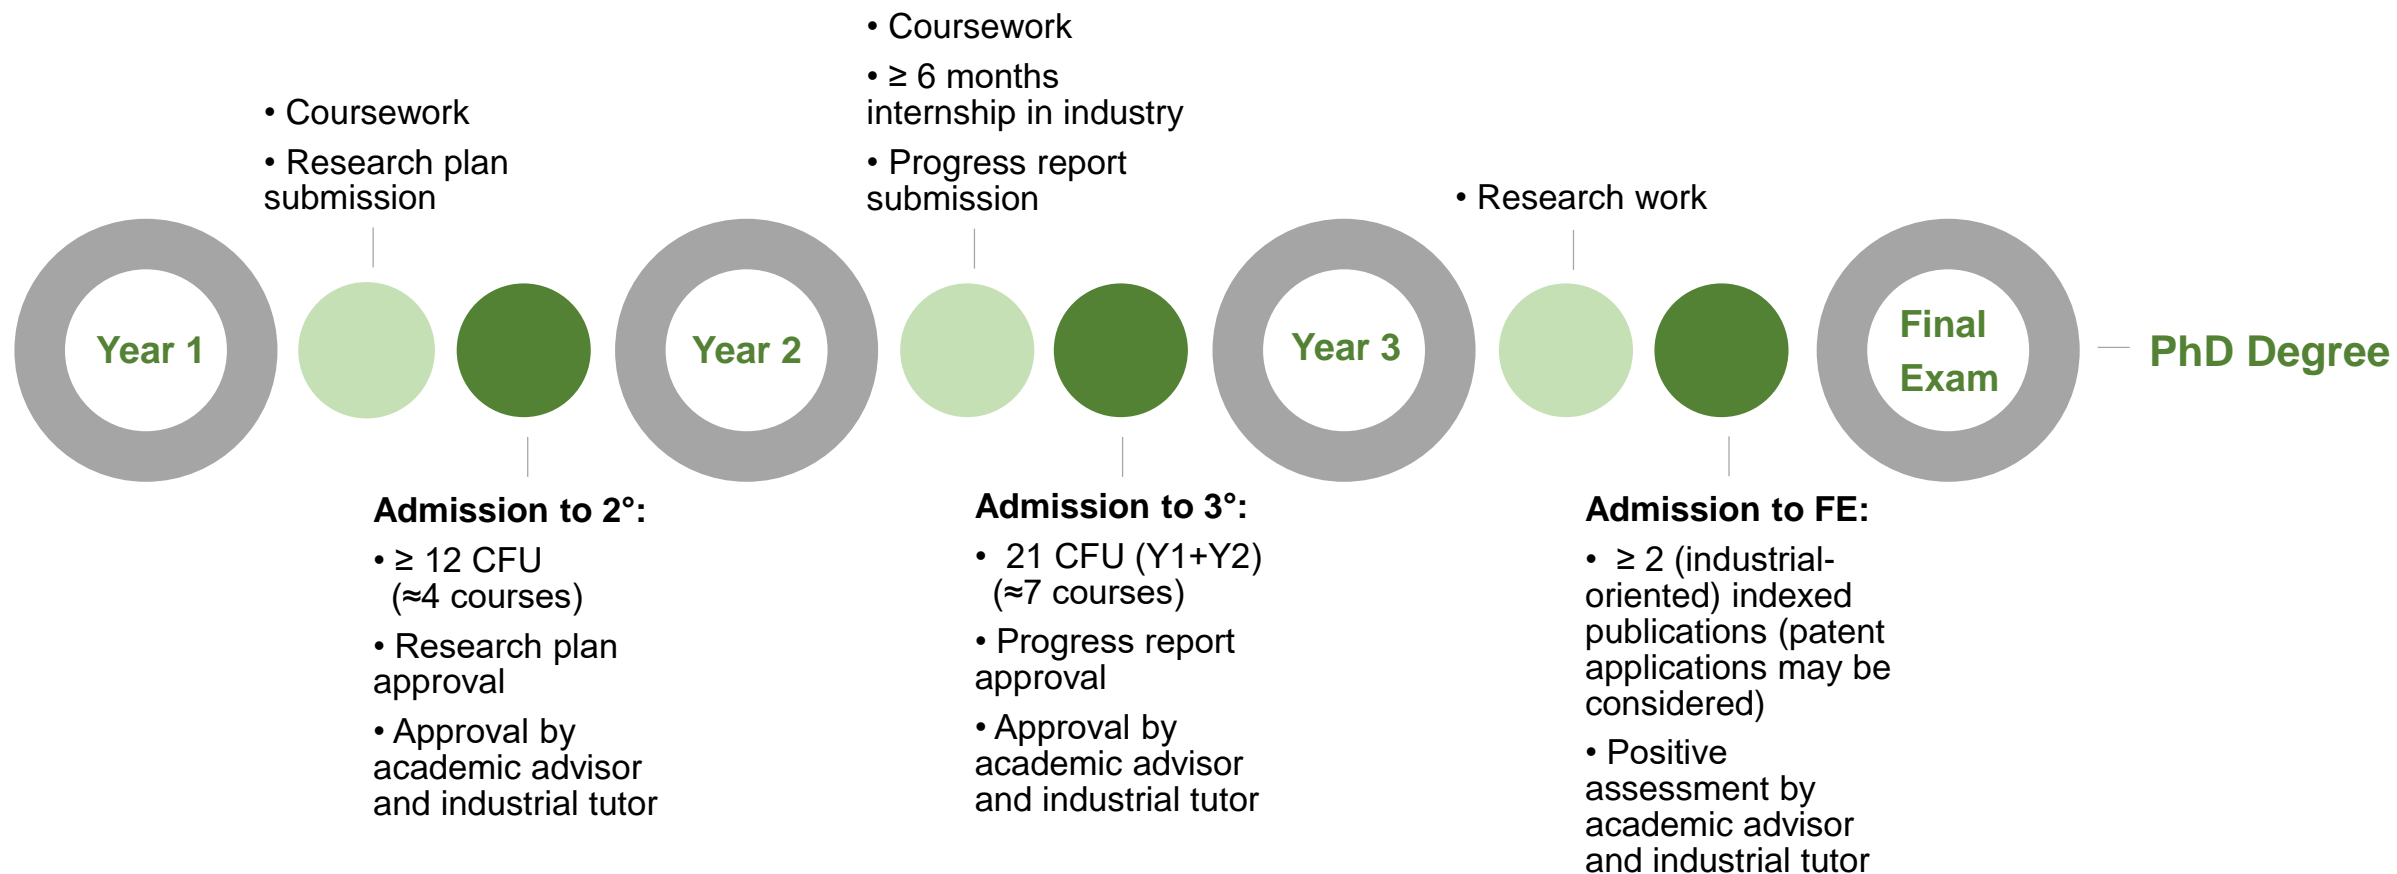 • Coursework
• Research plan
submission
• Coursework
• ≥ 6 months
internship in industry
• Progress report
submission
• Research work
Year 1
Year 2
Year 3
Final
Exam
PhD Degree
Admission to 2°:
• ≥ 12 CFU
(≈4 courses)
• Research plan
approval
• Approval by
academic advisor
and industrial tutor
Admission to 3°:
• 21 CFU (Y1+Y2)
(≈7 courses)
• Progress report
approval
• Approval by
academic advisor
and industrial tutor
Admission to FE:
• ≥ 2 (industrial-
oriented) indexed
publications (patent
applications may be
considered)
• Positive
assessment by
academic advisor
and industrial tutor